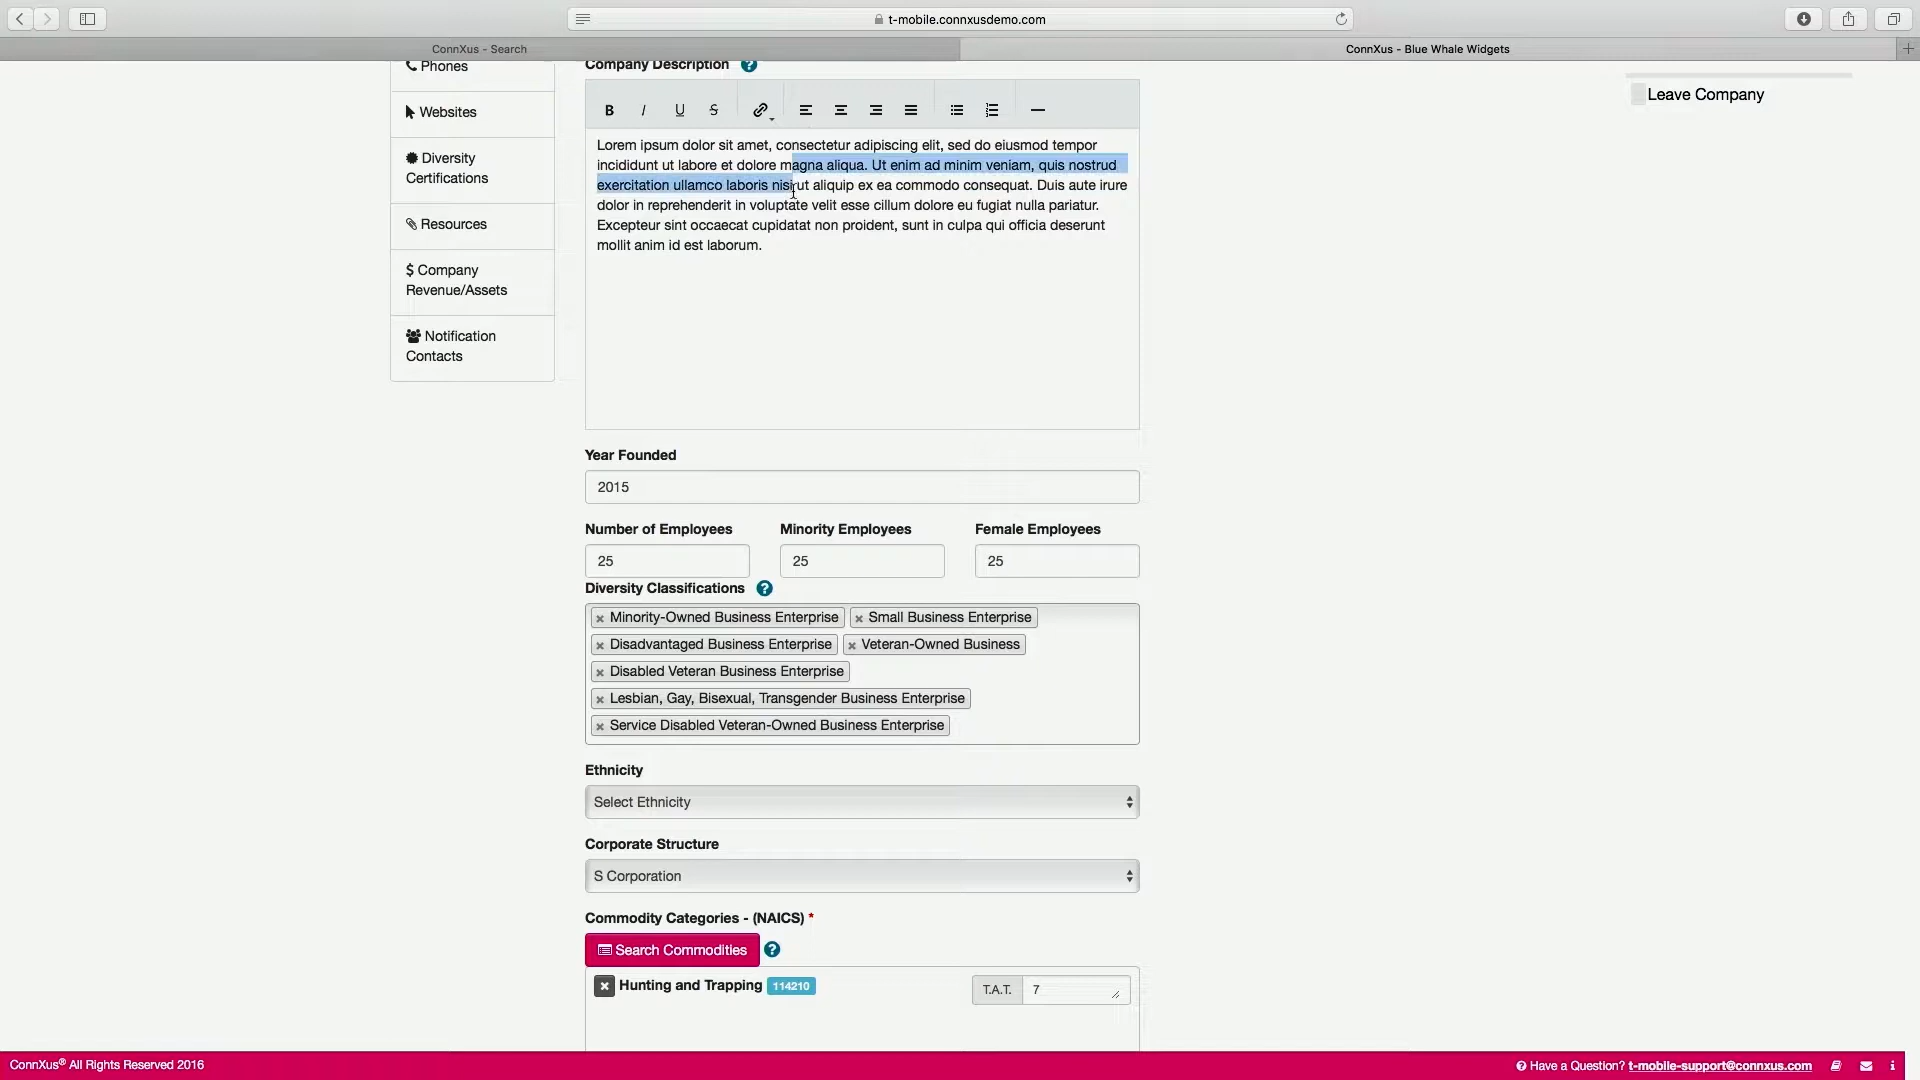 t-mobile.connxusdemo.com
ConnXus - Search
ConnXus - Blue Whale Widgets
Phones
Websites
Diversity
Certifications
Resources
$ Company
Revenue/Assets
Notification
Contacts
Company Description ?
B I U S
Lorem ipsum dolor sit amet, consectetur adipiscing elit, sed do eiusmod tempor
incididunt ut labore et dolore magna aliqua. Ut enim ad minim veniam, quis nostrud
exercitation ullamco laboris nisi ut aliquip ex ea commodo consequat. Duis aute irure
dolor in reprehenderit in voluptate velit esse cillum dolore eu fugiat nulla pariatur.
Excepteur sint occaecat cupidatat non proident, sunt in culpa qui officia deserunt
mollit anim id est laborum.
Leave Company
Year Founded
2015
Number of Employees Minority Employees Female Employees
25 25 25
Diversity Classifications ?
× Minority-Owned Business Enterprise × Small Business Enterprise
× Disadvantaged Business Enterprise × Veteran-Owned Business
× Disabled Veteran Business Enterprise
× Lesbian, Gay, Bisexual, Transgender Business Enterprise
× Service Disabled Veteran-Owned Business Enterprise
Ethnicity
Select Ethnicity
Corporate Structure
S Corporation
Commodity Categories - (NAICS) *
Search Commodities ?
Hunting and Trapping 114210 T.A.T. 7
ConnXus® All Rights Reserved 2016
Have a Question? t-mobile-support@connxus.com